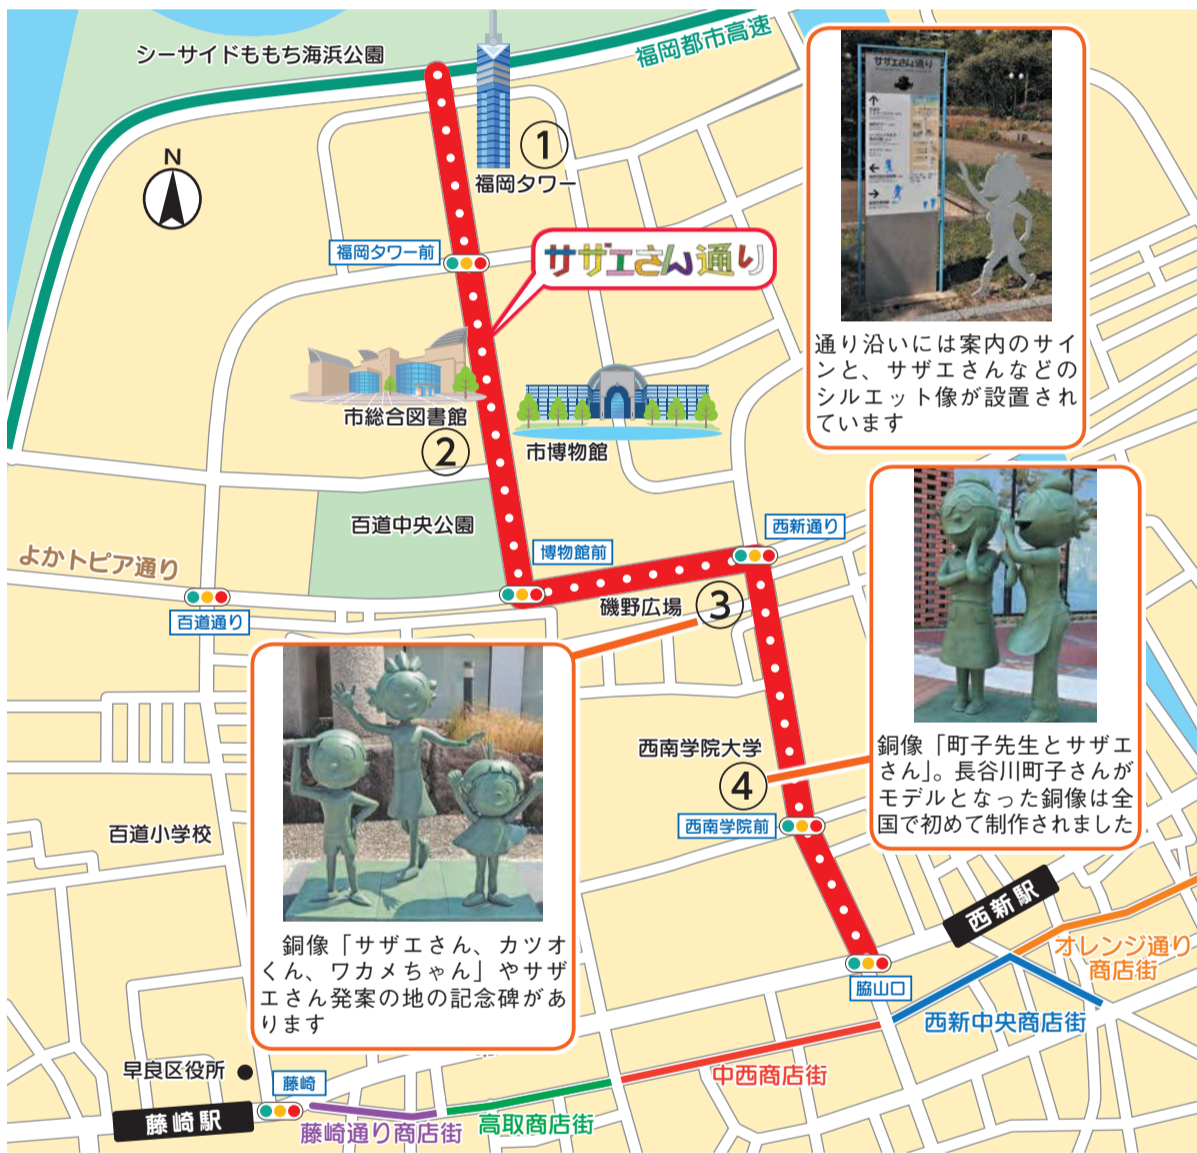 シーサイドももち海浜公園
福岡都市高速
N
①
福岡タワー
福岡タワー前
サザエさん通り
市総合図書館
②
市博物館
百道中央公園
よかトピア通り
百道通り
博物館前
西新通り
磯野広場
③
西南学院大学
④
西南学院前
百道小学校
西新駅
オレンジ通り
商店街
脇山口
西新中央商店街
中西商店街
早良区役所
藤崎
藤崎駅
藤崎通り商店街
高取商店街
サザエさん通り
通り沿いには案内のサイ
ンと、サザエさんなどの
シルエット像が設置され
ています
銅像「町子先生とサザエ
さん」。長谷川町子さんが
モデルとなった銅像は全
国で初めて制作されました
銅像「サザエさん、カツオ
くん、ワカメちゃん」やサザ
エさん発案の地の記念碑があ
ります